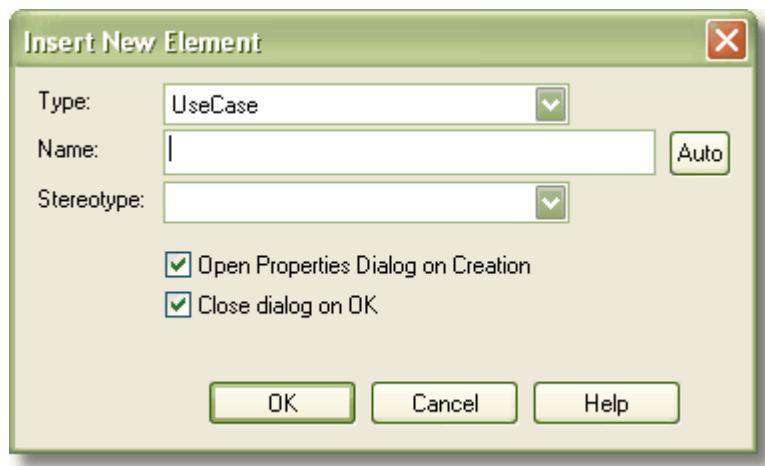 Insert New Element
Type: UseCase
Name: Auto
Stereotype:
Open Properties Dialog on Creation
Close dialog on OK
OK Cancel Help